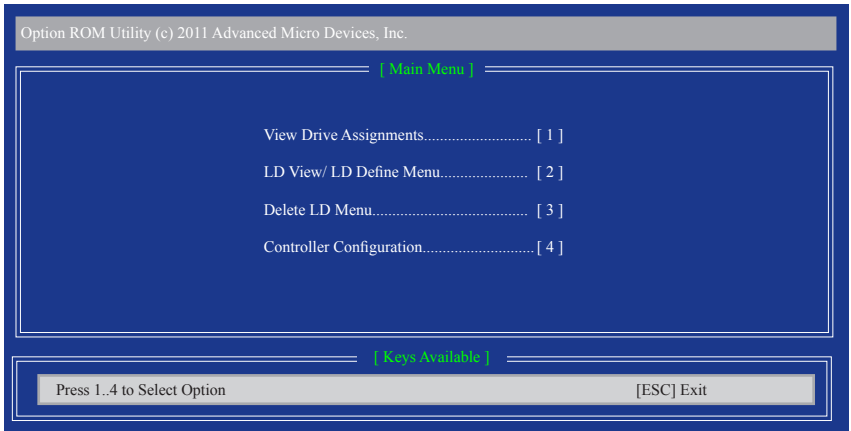 Option ROM Utility (c) 2011 Advanced Micro Devices, Inc.
[ Main Menu ]
View Drive Assignments........................... [ 1 ]
LD View/ LD Define Menu...................... [ 2 ]
Delete LD Menu....................................... [ 3 ]
Controller Configuration............................[ 4 ]
[ Keys Available ]
Press 1..4 to Select Option [ESC] Exit